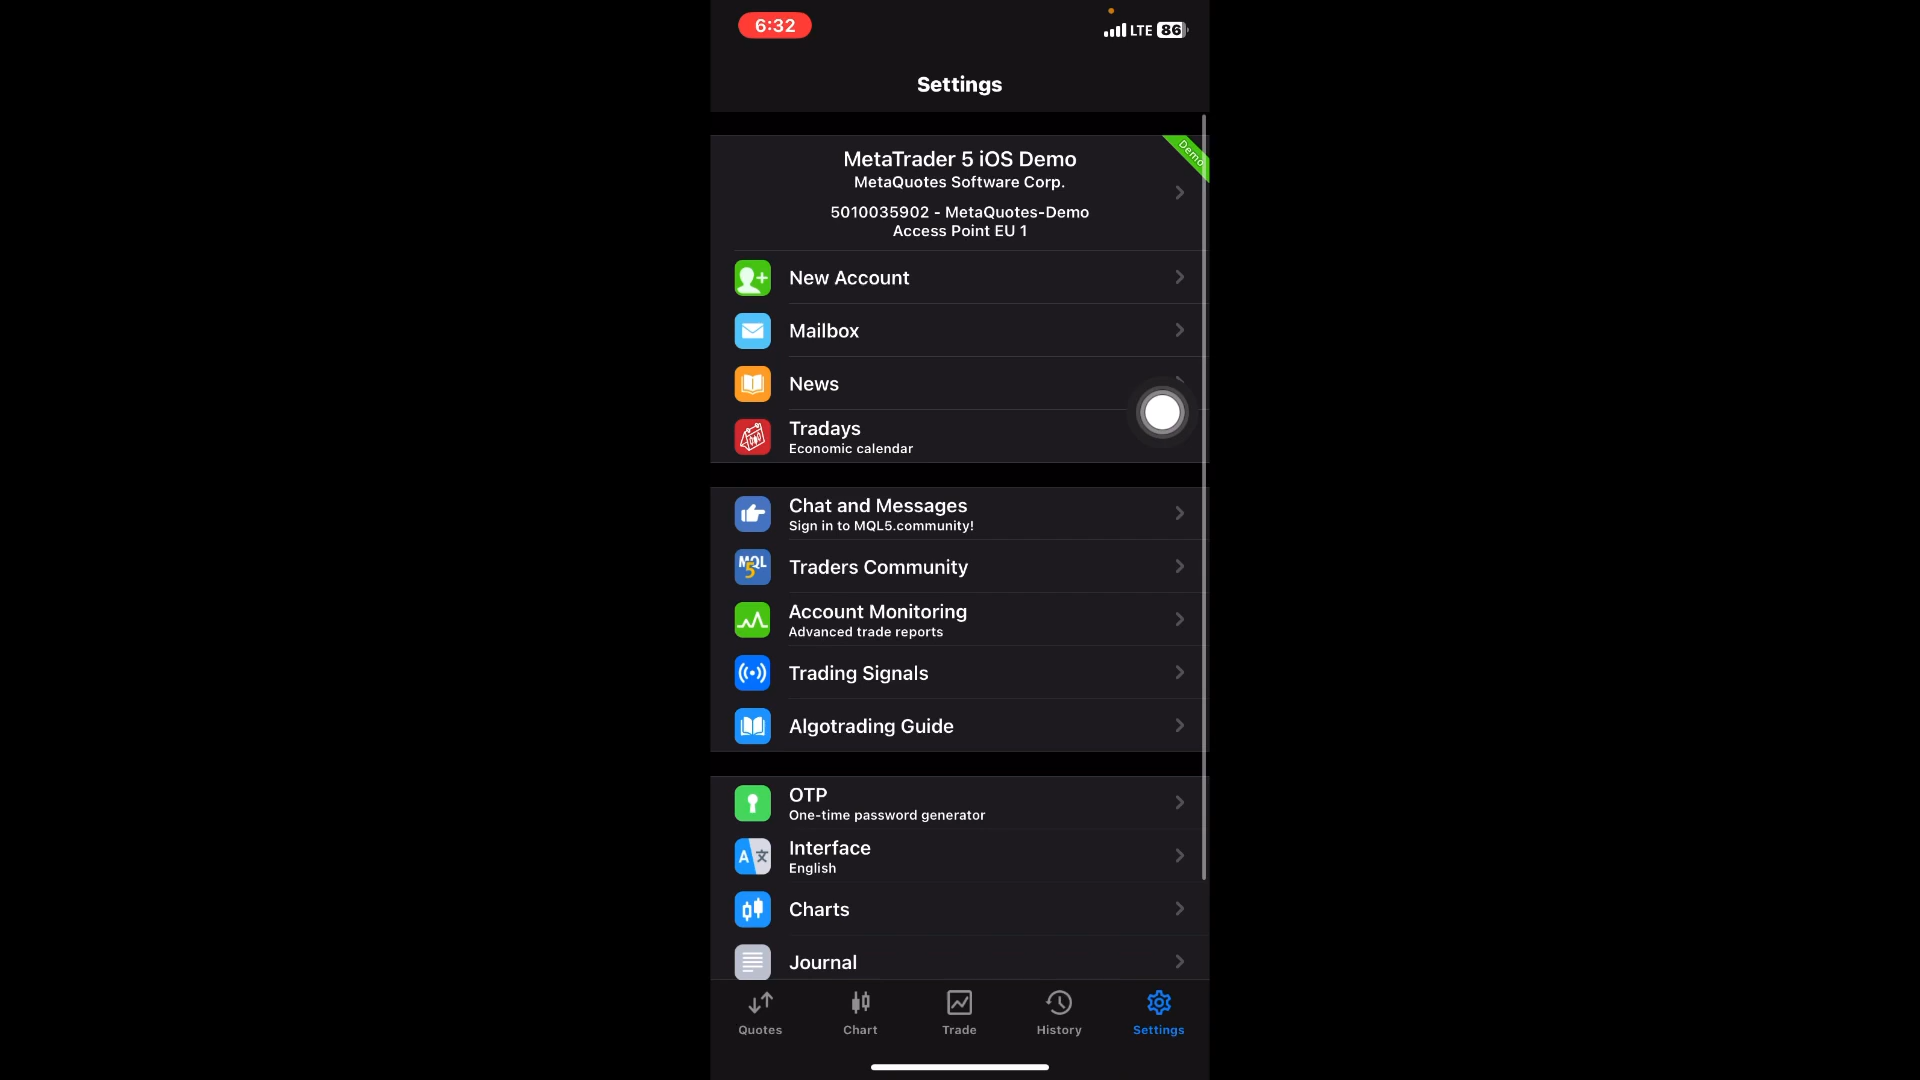 6:32
LTE 86
Settings
Demo
MetaTrader 5 iOS Demo
MetaQuotes Software Corp.
5010035902 - MetaQuotes-Demo
Access Point EU 1
New Account
Mailbox
News
Tradays
Economic calendar
Chat and Messages
Sign in to MQL5.community!
MQL
5
Traders Community
Account Monitoring
Advanced trade reports
Trading Signals
Algotrading Guide
OTP
One-time password generator
A 文
Interface
English
Charts
Journal
Quotes
Chart
Trade
History
Settings